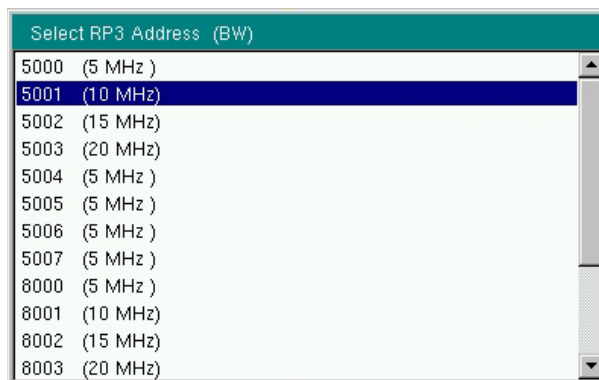 Select RP3 Address (BW)
5000 (5 MHz )
5001 (10 MHz)
5002 (15 MHz)
5003 (20 MHz)
5004 (5 MHz )
5005 (5 MHz )
5006 (5 MHz )
5007 (5 MHz )
8000 (5 MHz )
8001 (10 MHz)
8002 (15 MHz)
8003 (20 MHz)